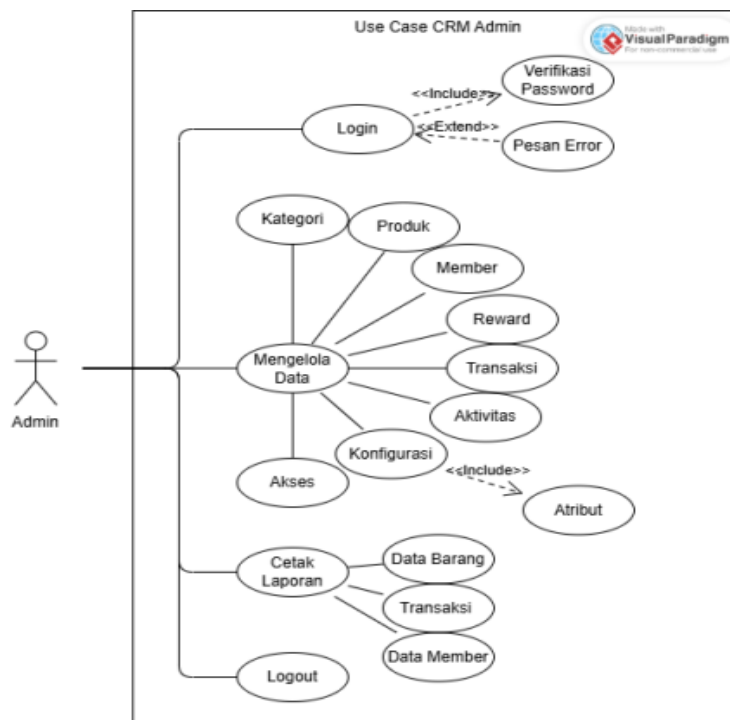 Use Case CRM Admin
Made with
VisualParadigm
For non-commercial use
Verifikasi
Password
<<Include>>
Login
<<Extend>>
Pesan Error
Kategori
Produk
Member
Reward
Mengelola
Data
Transaksi
Aktivitas
Admin
Konfigurasi
<<Include>>
Akses
Atribut
Cetak
Laporan
Data Barang
Transaksi
Data Member
Logout